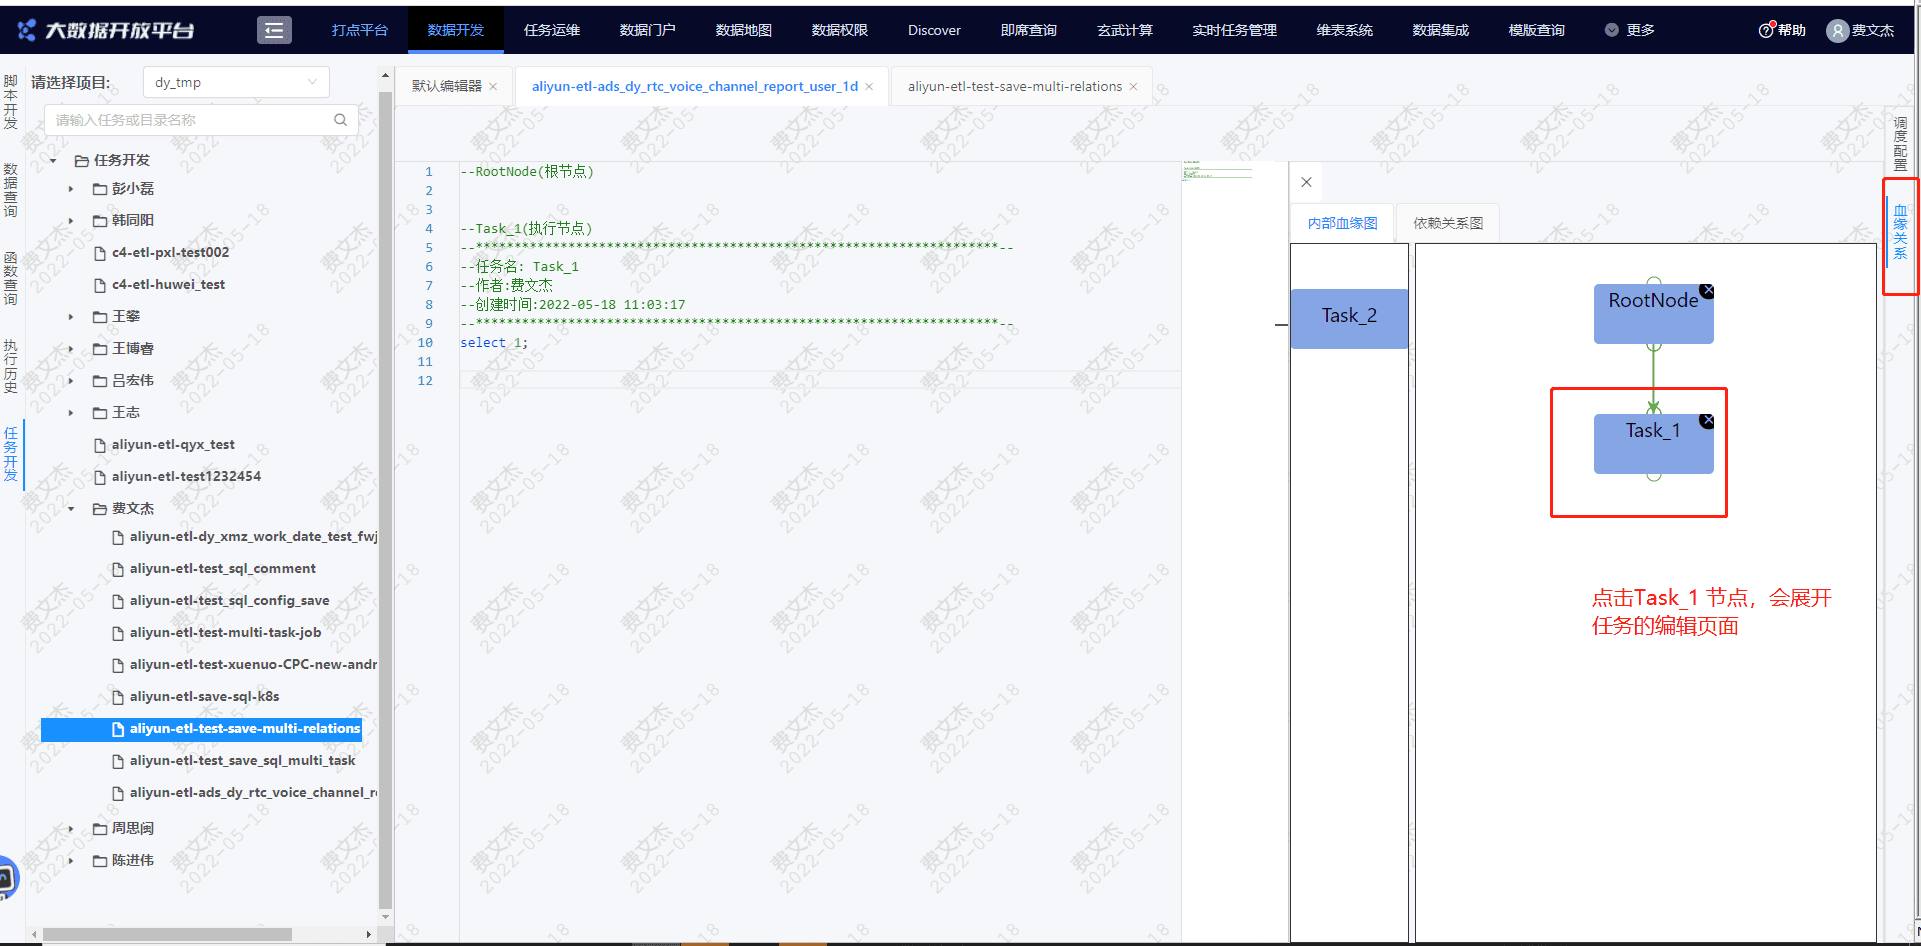 大数据开放平台
打点平台
数据开发
任务运维
数据门户
数据地图
数据权限
Discover
即席查询
玄武计算
实时任务管理
维表系统
数据集成
模版查询
更多
帮助
费文杰
脚本开发
数据查询
函数查询
执行历史
任务开发
请选择项目:
dy_tmp
请输入任务或目录名称
任务开发
彭小磊
韩同阳
c4-etl-pxl-test002
c4-etl-huwei_test
王攀
王博睿
吕宏伟
王志
aliyun-etl-qyx_test
aliyun-etl-test1232454
费文杰
aliyun-etl-dy_xmz_work_date_test_fwj
aliyun-etl-test_sql_comment
aliyun-etl-test_sql_config_save
aliyun-etl-test-multi-task-job
aliyun-etl-test-xuenuo-CPC-new-andr
aliyun-etl-save-sql-k8s
aliyun-etl-test-save-multi-relations
aliyun-etl-test_save_sql_multi_task
aliyun-etl-ads_dy_rtc_voice_channel_r
周思闽
陈进伟
默认编辑器
aliyun-etl-ads_dy_rtc_voice_channel_report_user_1d
aliyun-etl-test-save-multi-relations
1 --RootNode(根节点)
2
3
4 --Task_1(执行节点)
5 --********************************************************************--
6 --任务名: Task_1
7 --作者:费文杰
8 --创建时间:2022-05-18 11:03:17
9 --********************************************************************--
10 select 1;
11
12
内部血缘图
依赖关系图
Task_2
RootNode
Task_1
点击Task_1 节点，会展开
任务的编辑页面
调度配置
血缘关系
费文杰
2022-05-18